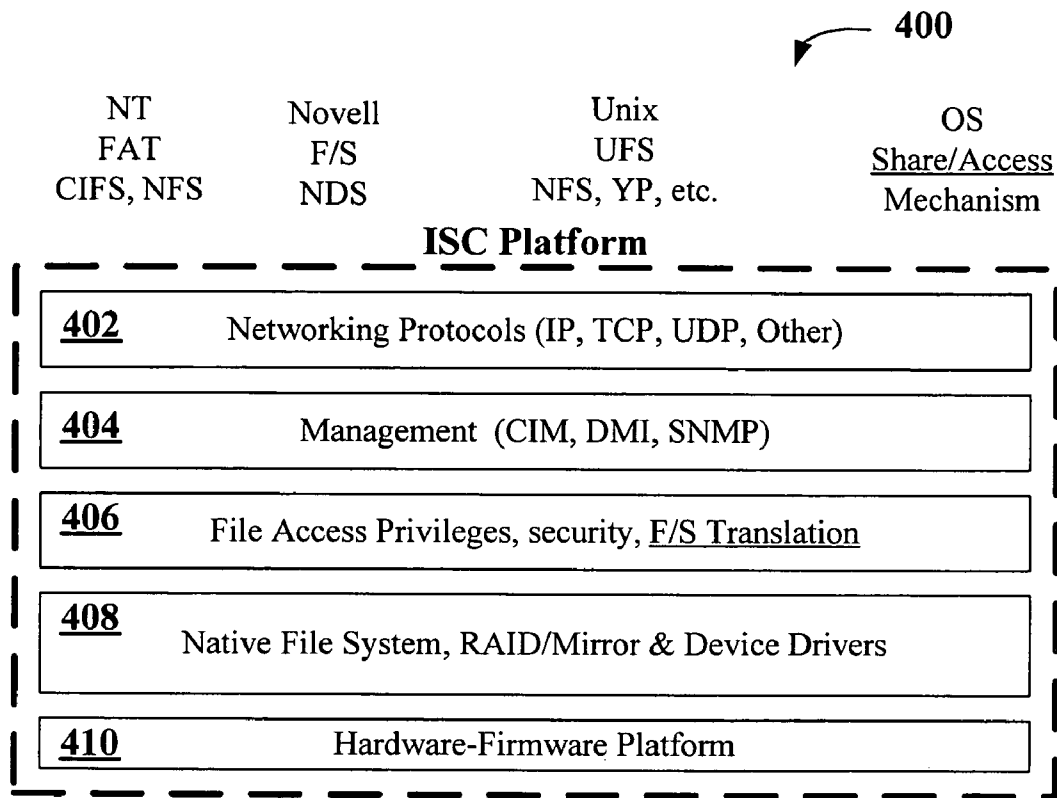 400
NT
FAT
CIFS, NFS
Novell
F/S
NDS
Unix
UFS
NFS, YP, etc.
OS
Share/Access
Mechanism
ISC Platform
402 Networking Protocols (IP, TCP, UDP, Other)
404 Management (CIM, DMI, SNMP)
406 File Access Privileges, security, F/S Translation
408 Native File System, RAID/Mirror & Device Drivers
410 Hardware-Firmware Platform